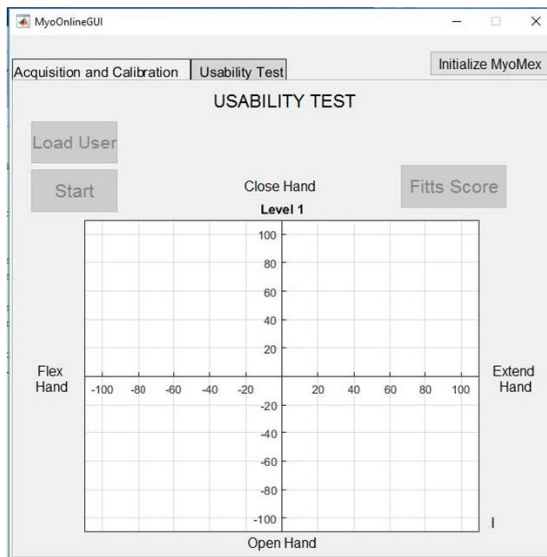 MyoOnlineGUI
Initialize MyoMex
Acquisition and Calibration
Usability Test
USABILITY TEST
Load User
Start
Close Hand
Fitts Score
Level 1
100
80
60
40
20
Flex
Hand
-100 -80 -60 -40 -20 20 40 60 80 100
Extend
Hand
-20
-40
-60
-80
-100
I
Open Hand